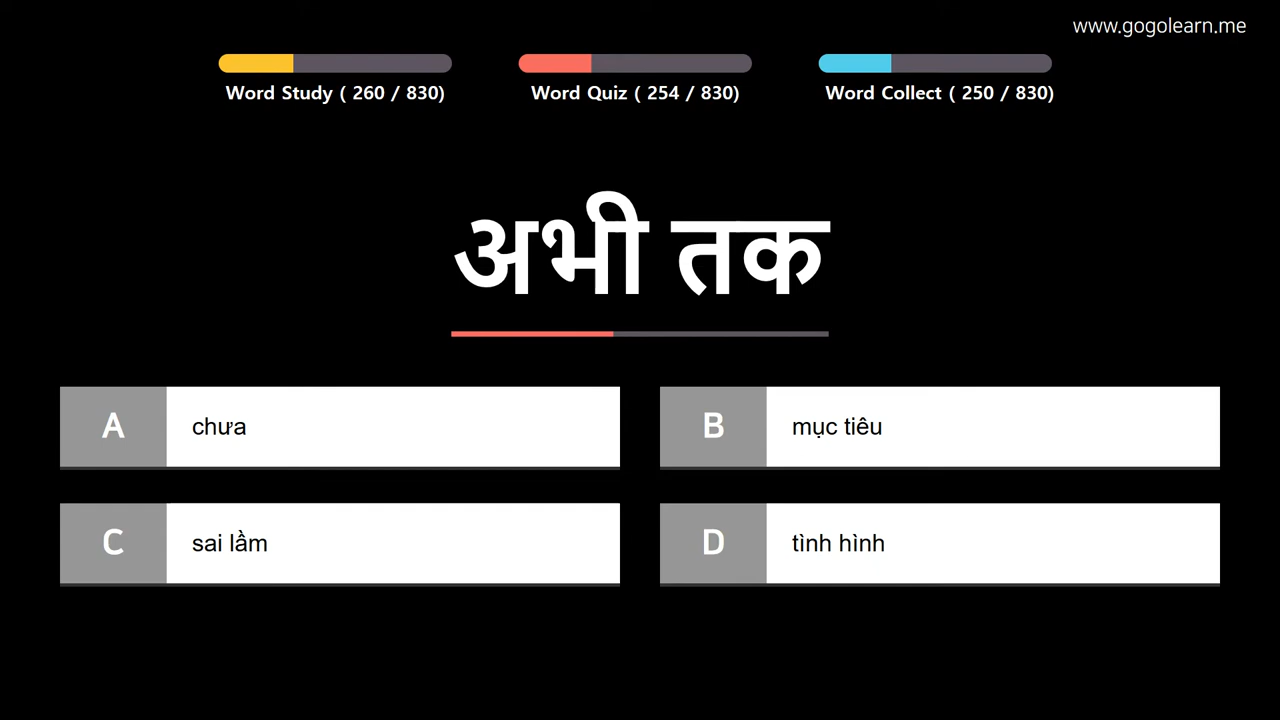 www.gogolearn.me
Word Study ( 260 / 830)
Word Quiz ( 254 / 830)
Word Collect ( 250 / 830)
अभी तक
A chưa
B mục tiêu
C sai lầm
D tình hình